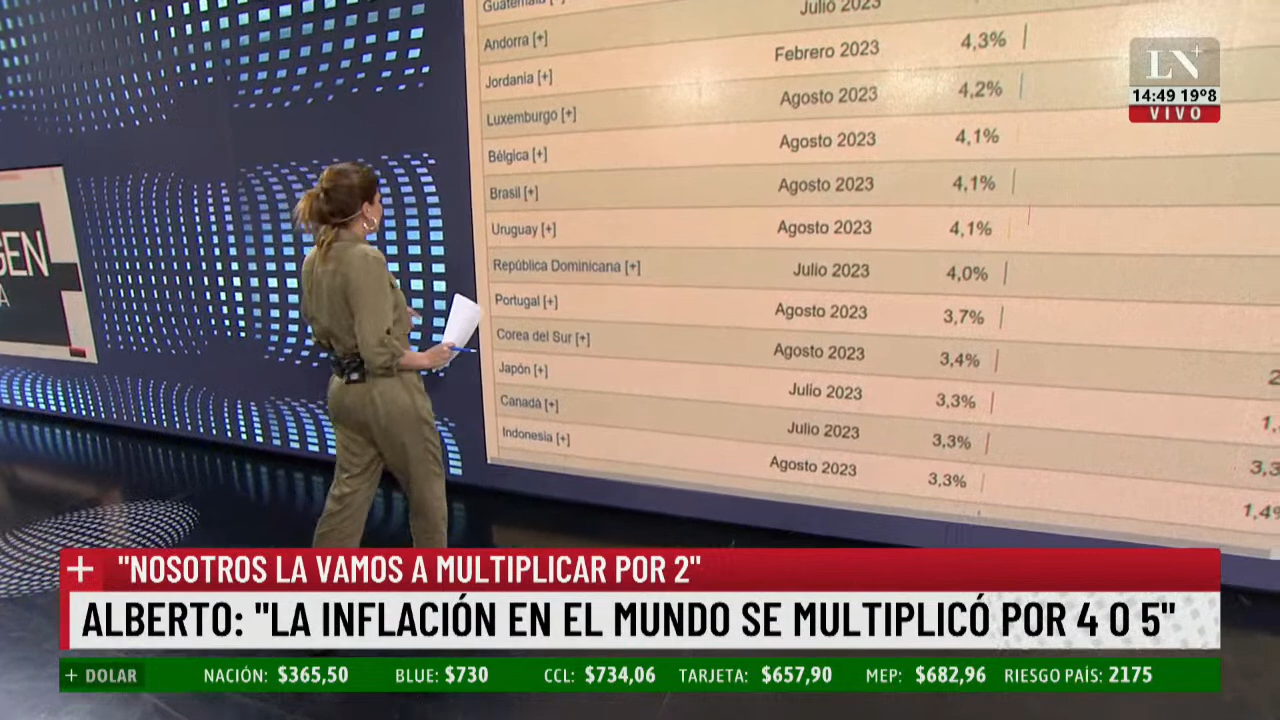 Guatemala [+]
Andorra [+] Julio 2023
Jordania [+] Febrero 2023 4,3%
Luxemburgo [+] Agosto 2023 4,2%
Bélgica [+] Agosto 2023 4,1%
Brasil [+] Agosto 2023 4,1%
Uruguay [+] Agosto 2023 4,1%
República Dominicana [+] Julio 2023 4,0%
Portugal [+] Agosto 2023 3,7%
Corea del Sur [+] Agosto 2023 3,4%
Japón [+] Julio 2023 3,3%
Canadá [+] Julio 2023 3,3%
Indonesia [+] Agosto 2023 3,3%
LN+
14:49 19°8
VIVO
GEN
+ "NOSOTROS LA VAMOS A MULTIPLICAR POR 2"
ALBERTO: "LA INFLACIÓN EN EL MUNDO SE MULTIPLICÓ POR 4 O 5"
+ DOLAR NACIÓN: $365,50 BLUE: $730 CCL: $734,06 TARJETA: $657,90 MEP: $682,96 RIESGO PAÍS: 2175